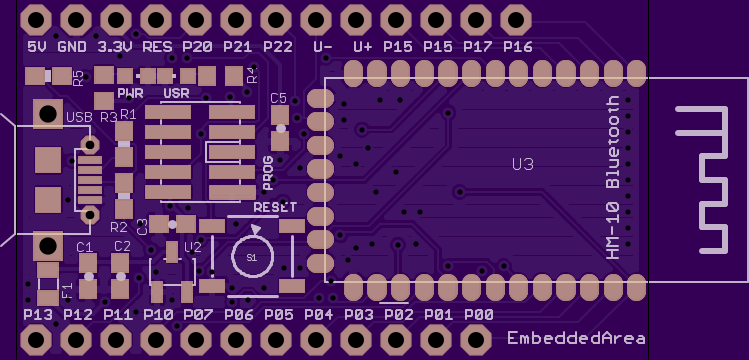 5V GND 3.3V RES P20 P21 P22 U- U+ P15 P15 P17 P16
R5 R4
PWR USR
C5
USB R3 R1
HM-10 Bluetooth
U3
PROG
RESET
R2 C3
C1 C2 U2
S1
F1
P13 P12 P11 P10 P07 P06 P05 P04 P03 P02 P01 P00
EmbeddedArea